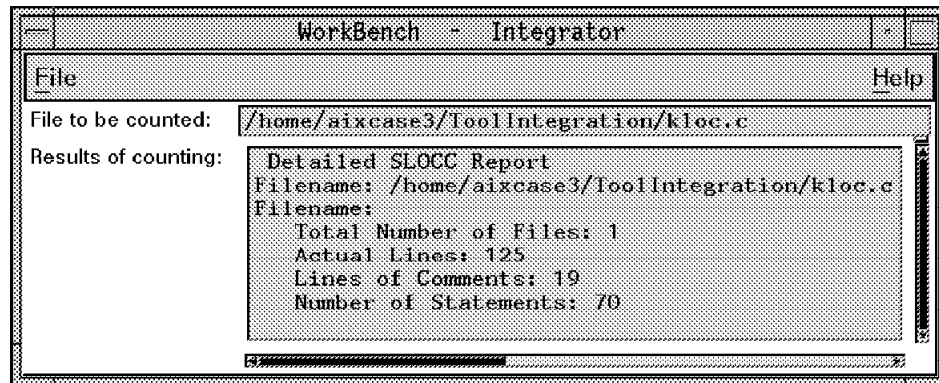 WorkBench - Integrator
File Help
File to be counted: /home/aixcase3/ToolIntegration/kloc.c
Results of counting:
Detailed SLOCC Report
Filename: /home/aixcase3/ToolIntegration/kloc.c
Filename:
Total Number of Files: 1
Actual Lines: 125
Lines of Comments: 19
Number of Statements: 70